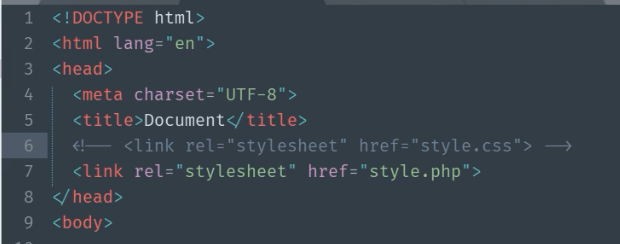 1 <!DOCTYPE html>
2 <html lang="en">
3 <head>
4 <meta charset="UTF-8">
5 <title>Document</title>
6 <!-- <link rel="stylesheet" href="style.css"> -->
7 <link rel="stylesheet" href="style.php">
8 </head>
9 <body>